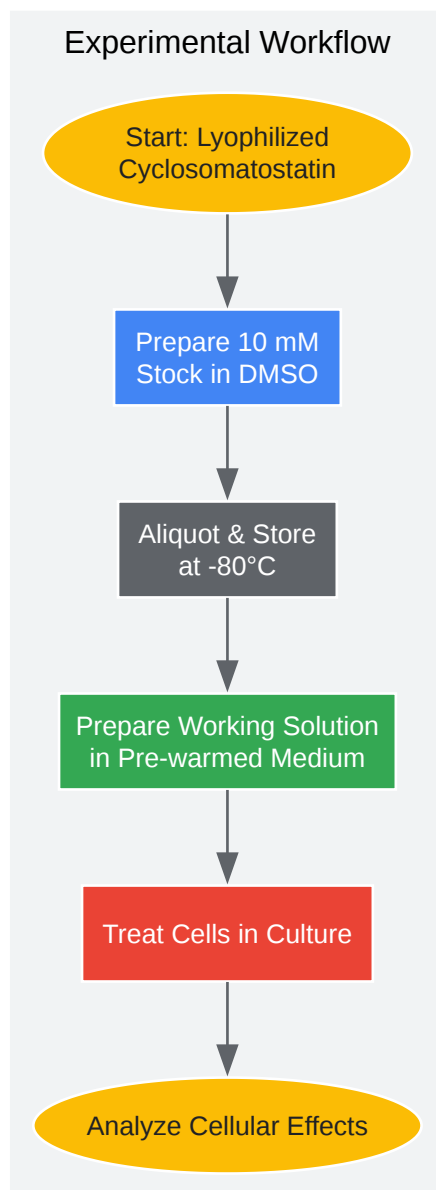 Experimental Workflow
Start: Lyophilized
Cyclosomatostatin
Prepare 10 mM
Stock in DMSO
Aliquot & Store
at -80°C
Prepare Working Solution
in Pre-warmed Medium
Treat Cells in Culture
Analyze Cellular Effects